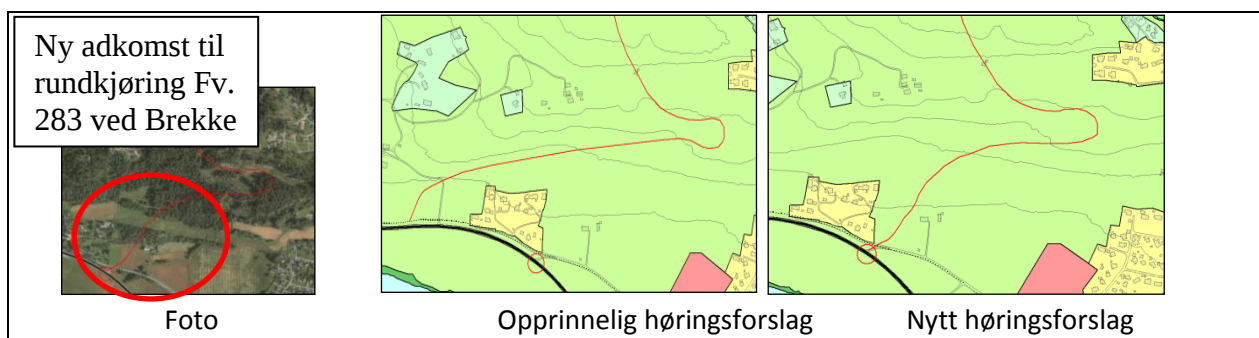 Ny adkomst til
rundkjøring Fv.
283 ved Brekke
Foto
Opprinnelig høringsforslag
Nytt høringsforslag